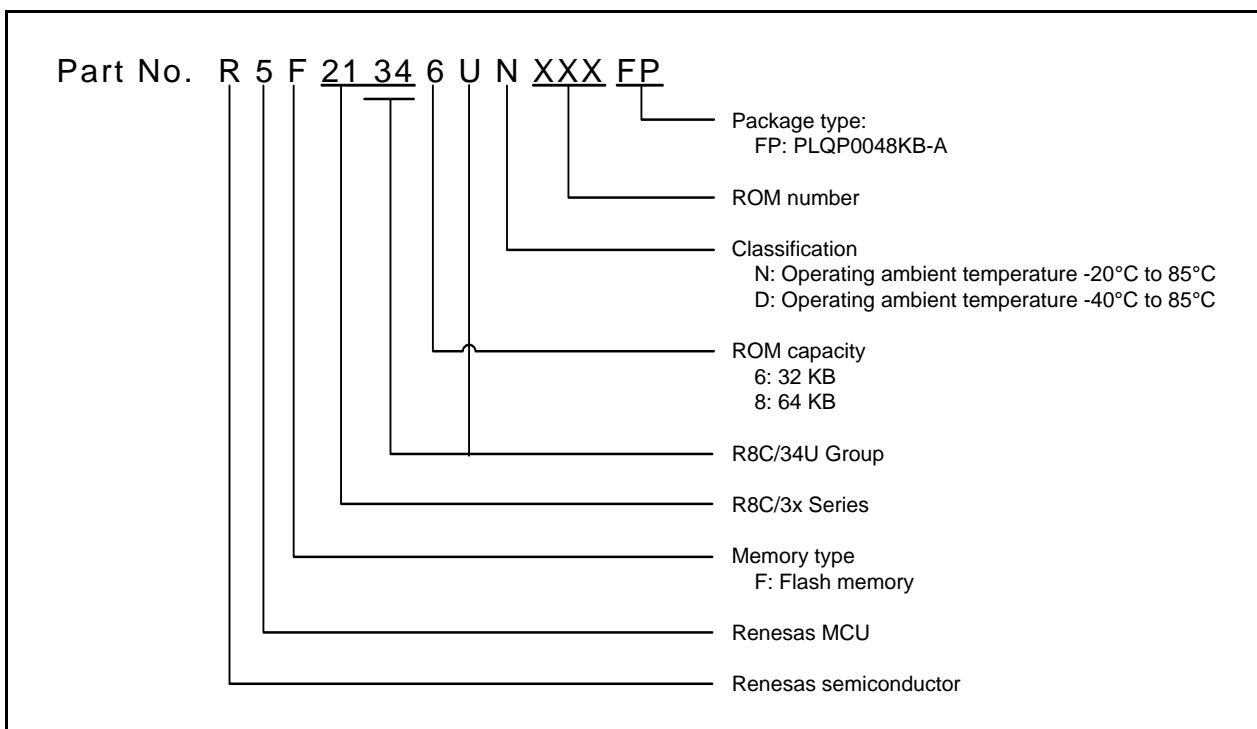 Part No. R 5 F 21 34 6 U N XXX FP
Package type:
FP: PLQP0048KB-A
ROM number
Classification
N: Operating ambient temperature -20°C to 85°C
D: Operating ambient temperature -40°C to 85°C
ROM capacity
6: 32 KB
8: 64 KB
R8C/34U Group
R8C/3x Series
Memory type
F: Flash memory
Renesas MCU
Renesas semiconductor